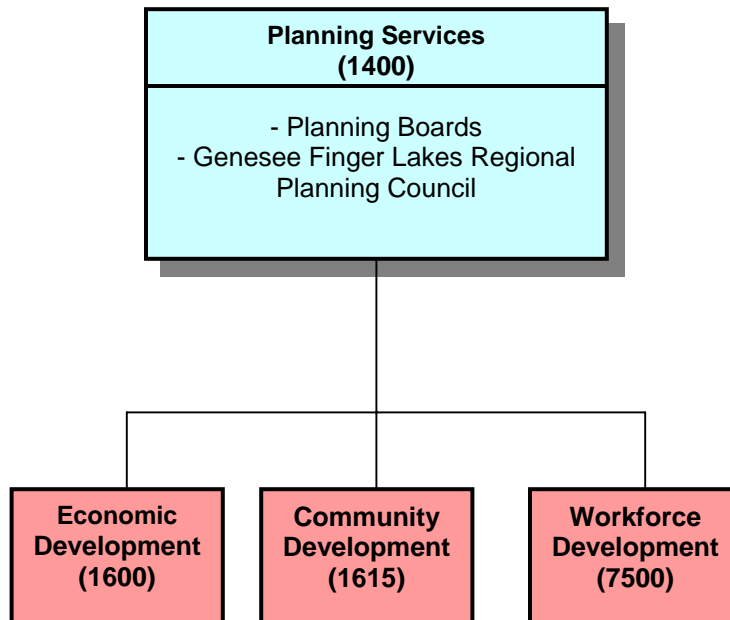 Planning Services
(1400)
- Planning Boards
- Genesee Finger Lakes Regional
Planning Council
Economic
Development
(1600)
Community
Development
(1615)
Workforce
Development
(7500)